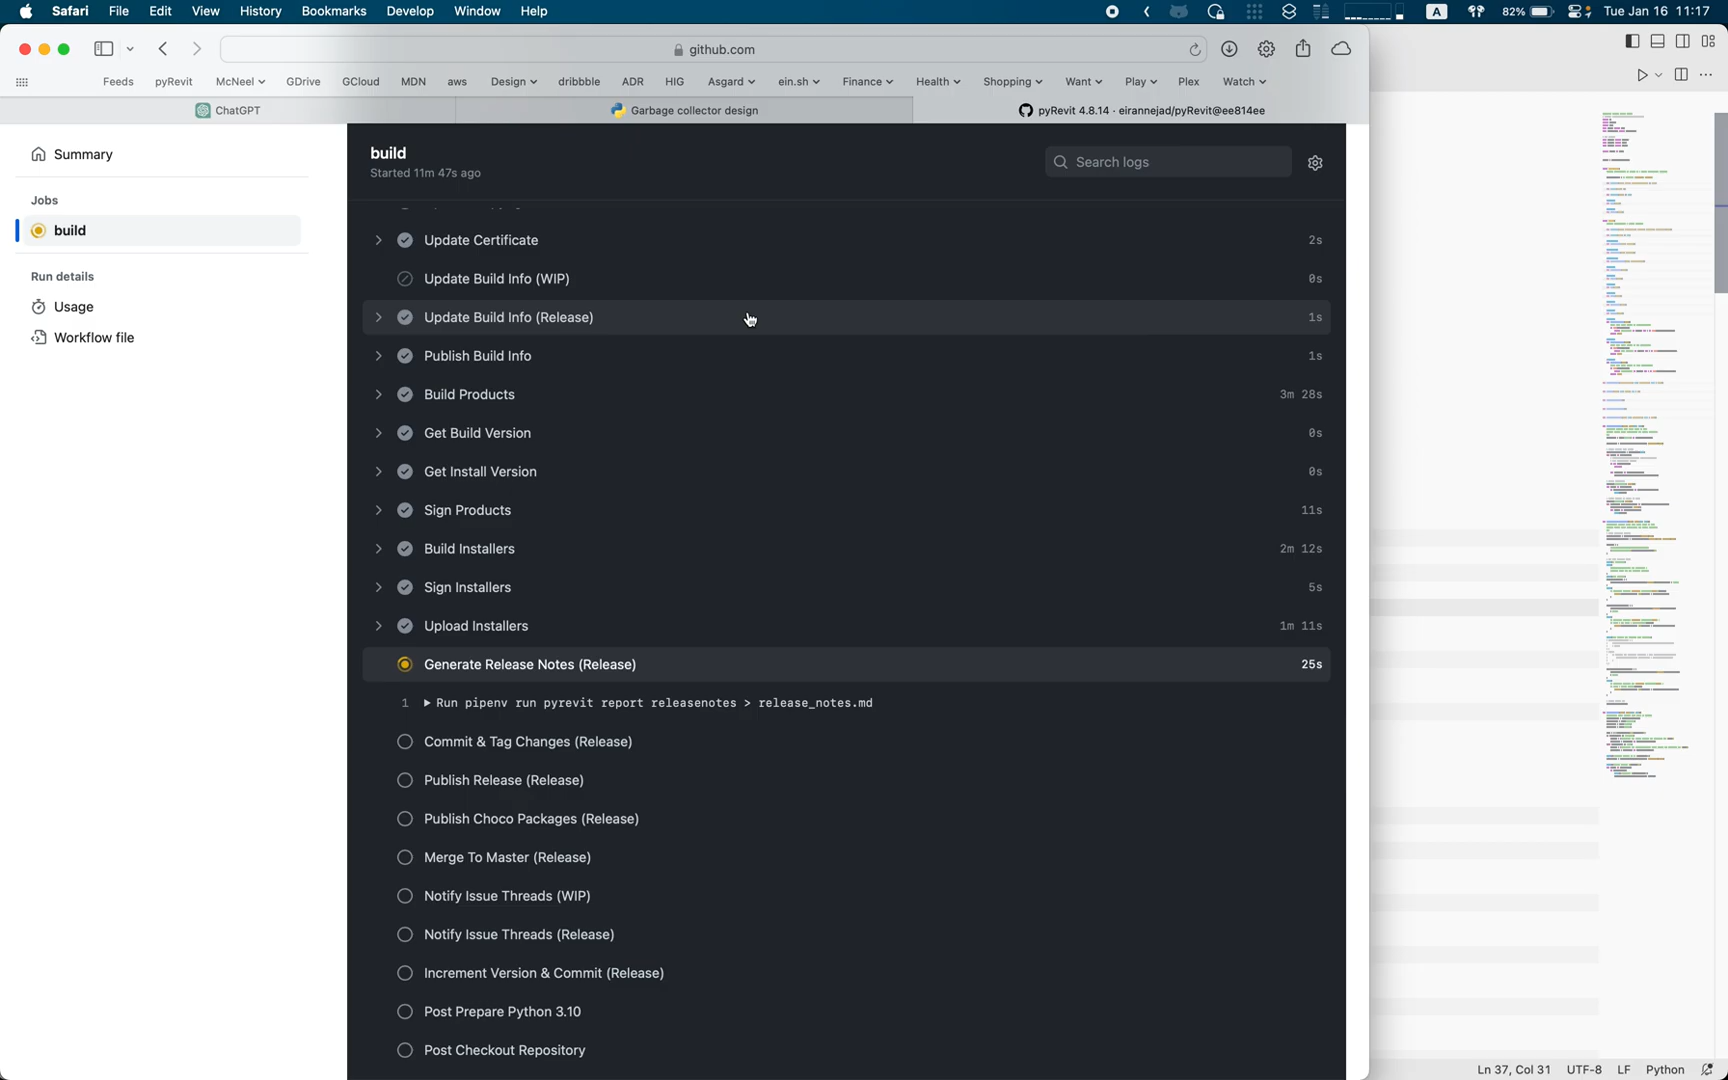 Safari File Edit View History Bookmarks Develop Window Help
A 82% Tue Jan 16 11:17
github.com
Feeds pyRevit McNeel GDrive GCloud MDN aws Design dribbble ADR HIG Asgard ein.sh Finance Health Shopping Want Play Plex Watch
ChatGPT
Garbage collector design
pyRevit 4.8.14 · eirannejad/pyRevit@ee814ee
Summary
Jobs
build
Run details
Usage
Workflow file
build
Started 11m 47s ago
Search logs
Update Certificate 2s
Update Build Info (WIP) 0s
Update Build Info (Release) 1s
Publish Build Info 1s
Build Products 3m 28s
Get Build Version 0s
Get Install Version 0s
Sign Products 11s
Build Installers 2m 12s
Sign Installers 5s
Upload Installers 1m 11s
Generate Release Notes (Release) 25s
1 Run pipenv run pyrevit report releasenotes > release_notes.md
Commit & Tag Changes (Release)
Publish Release (Release)
Publish Choco Packages (Release)
Merge To Master (Release)
Notify Issue Threads (WIP)
Notify Issue Threads (Release)
Increment Version & Commit (Release)
Post Prepare Python 3.10
Post Checkout Repository
Ln 37, Col 31 UTF-8 LF Python